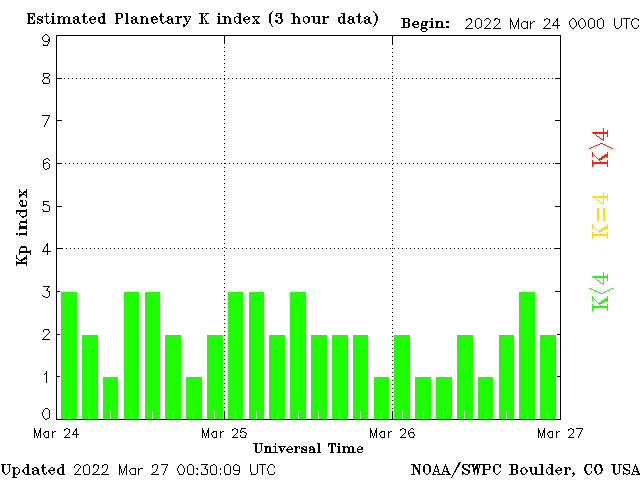 Estimated Planetary K index (3 hour data) Begin: 2022 Mar 24 0000 UTC
9
8
7
6
5
4
3
2
1
0
Kp index
K>4
K=4
K<4
Mar 24 Mar 25 Mar 26 Mar 27
Universal Time
Updated 2022 Mar 27 00:30:09 UTC NOAA/SWPC Boulder, CO USA